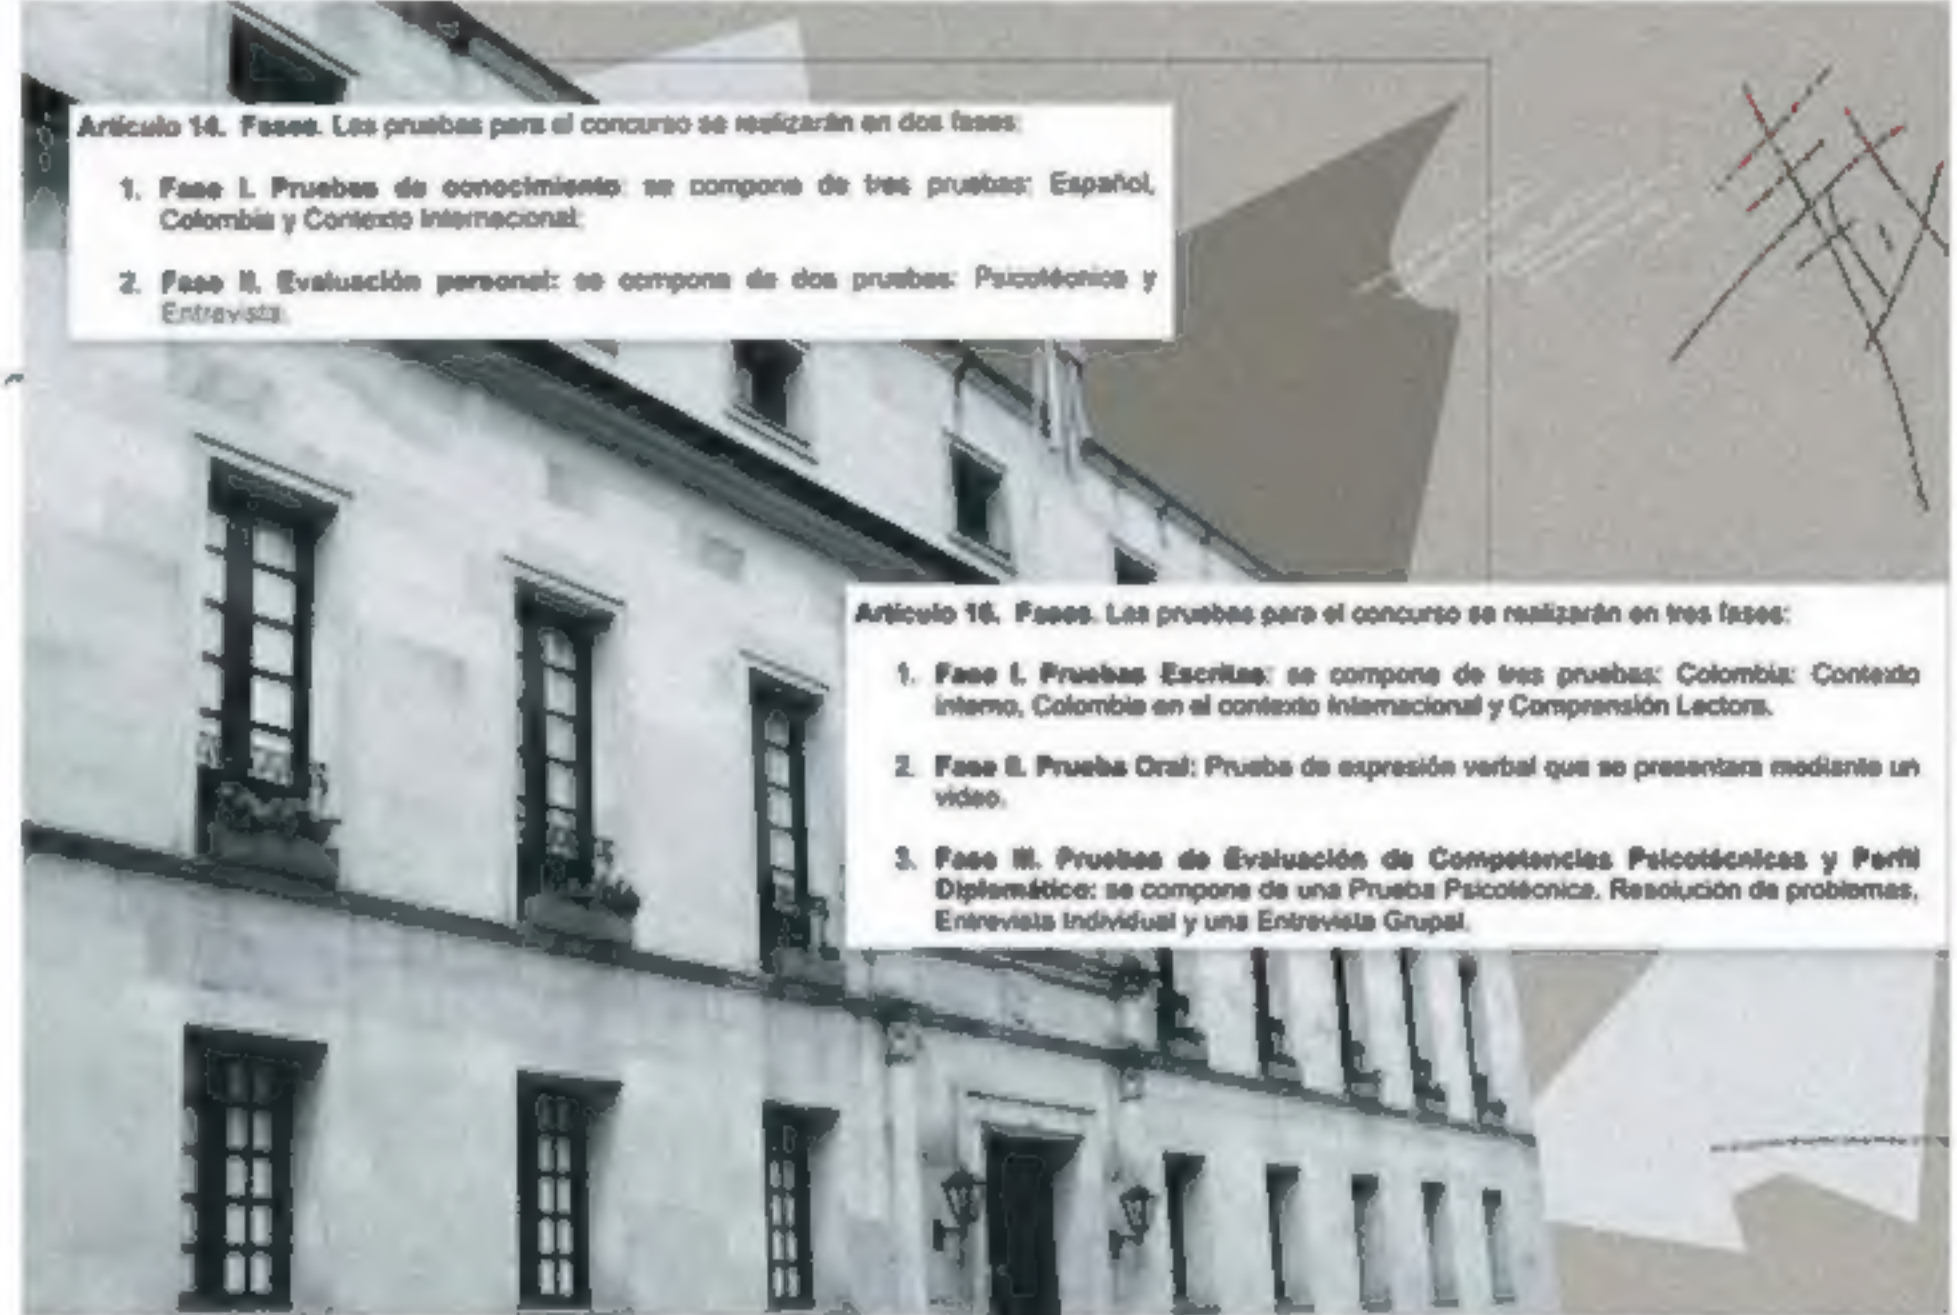 Artículo 14. Fases. Las pruebas para el concurso se realizarán en dos fases:
1. Fase I. Pruebas de conocimiento: se compone de tres pruebas: Español,
Colombia y Contexto Internacional;
2. Fase II. Evaluación personal: se compone de dos pruebas: Psicotécnica y
Entrevista.
Artículo 16. Fases. Las pruebas para el concurso se realizarán en tres fases:
1. Fase I. Pruebas Escritas: se compone de tres pruebas: Colombia: Contexto
interno, Colombia en el contexto internacional y Comprensión Lectora.
2. Fase II. Prueba Oral: Prueba de expresión verbal que se presentara mediante un
video.
3. Fase III. Pruebas de Evaluación de Competencias Psicotécnicas y Perfil
Diplomático: se compone de una Prueba Psicotécnica, Resolución de problemas,
Entrevista Individual y una Entrevista Grupal.